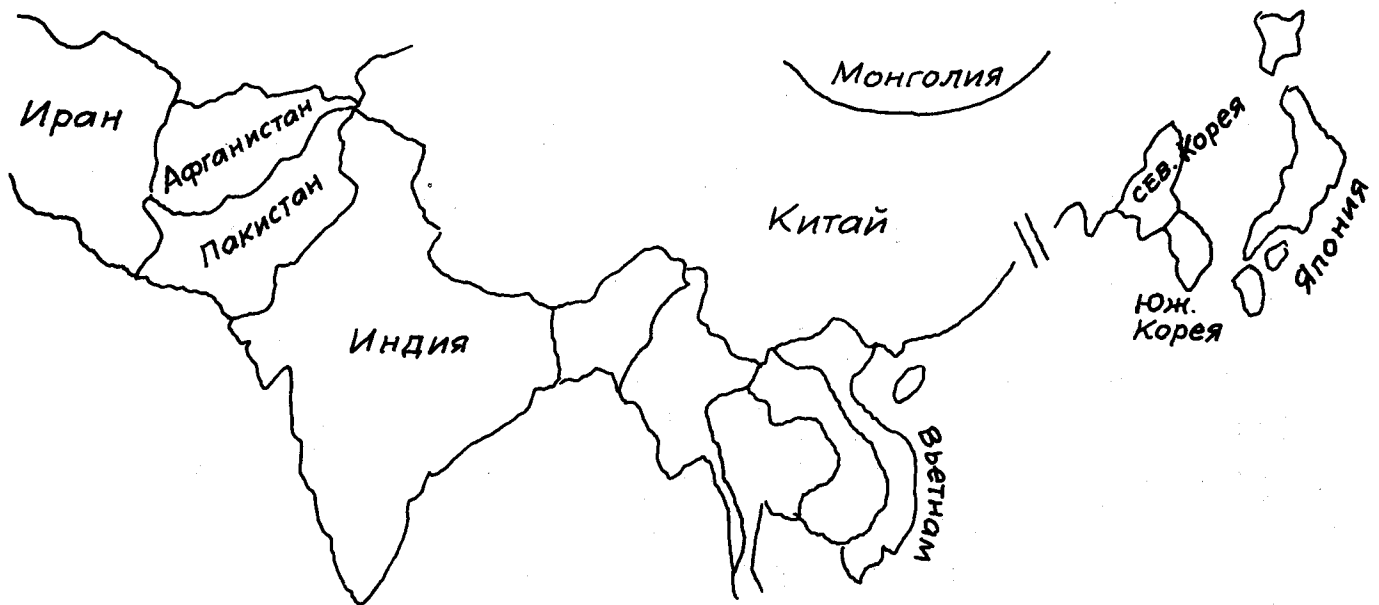 Иран
Афганистан
Пакистан
Индия
Монголия
Китай
сев. Корея
Юж.
Корея
Япония
Вьетнам